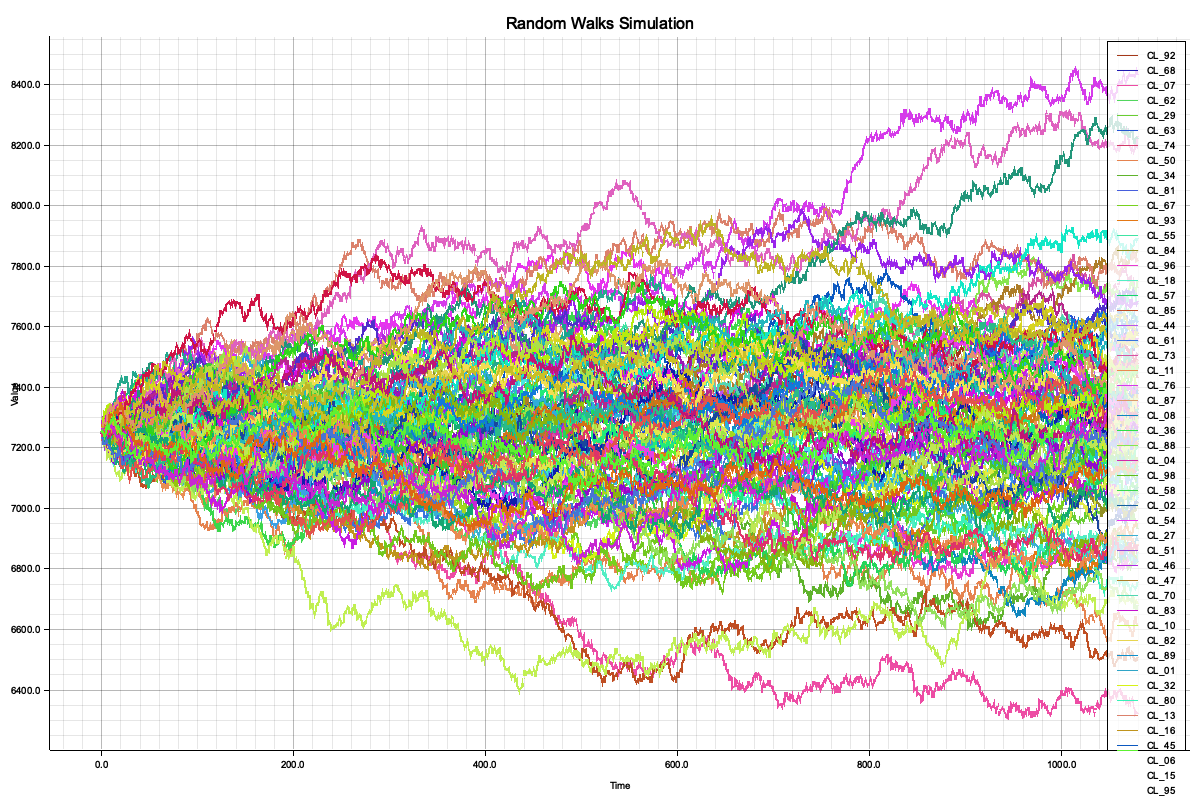 Random Walks Simulation
8400.0
8200.0
8000.0
7800.0
7600.0
7400.0
Value
7200.0
7000.0
6800.0
6600.0
6400.0
0.0
200.0
400.0
600.0
800.0
1000.0
Time
CL_92
CL_68
CL_07
CL_62
CL_29
CL_63
CL_74
CL_50
CL_34
CL_81
CL_67
CL_93
CL_55
CL_84
CL_96
CL_18
CL_57
CL_85
CL_44
CL_61
CL_73
CL_11
CL_76
CL_87
CL_08
CL_36
CL_88
CL_04
CL_98
CL_58
CL_02
CL_54
CL_27
CL_51
CL_46
CL_47
CL_70
CL_83
CL_10
CL_82
CL_89
CL_01
CL_32
CL_80
CL_13
CL_16
CL_45
CL_06
CL_15
CL_95